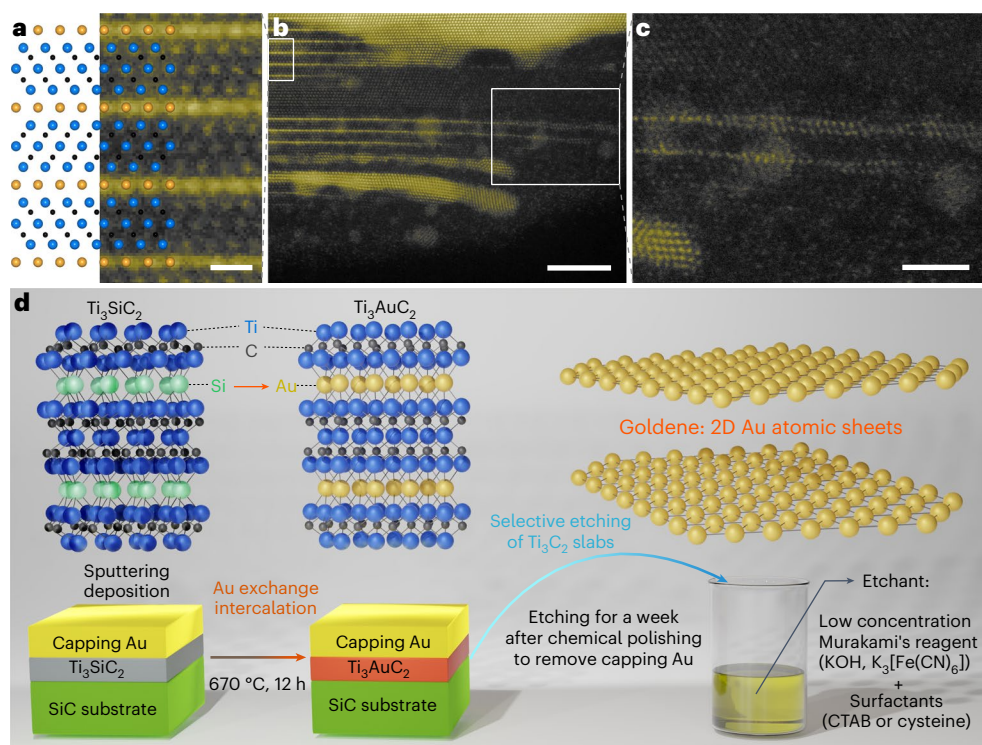 a
b
c
d
Ti₃SiC₂
Ti₃AuC₂
Ti
C
Si
Au
Goldene: 2D Au atomic sheets
Selective etching
of Ti₃C₂ slabs
Sputtering
deposition
Au exchange
intercalation
Capping Au
Ti₃SiC₂
SiC substrate
670 °C, 12 h
Capping Au
Ti₃AuC₂
SiC substrate
Etching for a week
after chemical polishing
to remove capping Au
Etchant:
Low concentration
Murakami's reagent
(KOH, K₃[Fe(CN)₆])
+
Surfactants
(CTAB or cysteine)